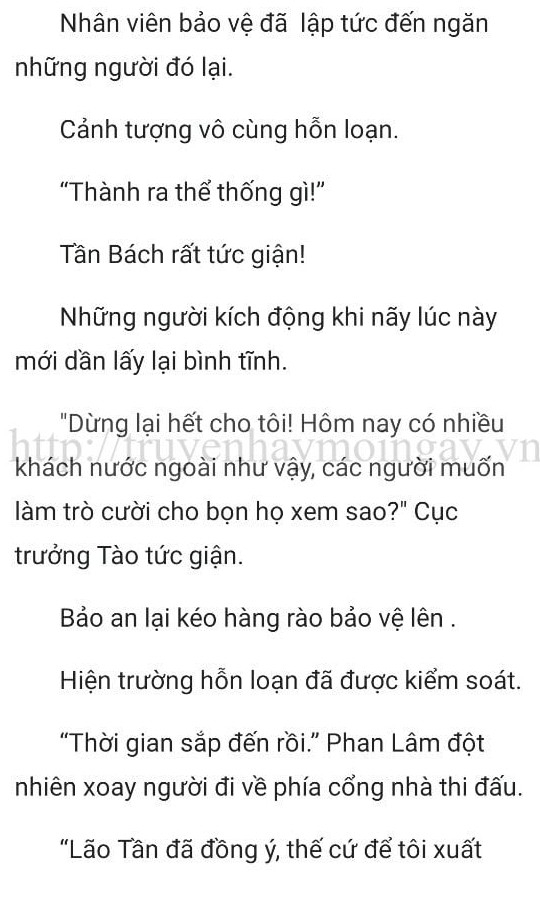 Nhân viên bảo vệ đã lập tức đến ngăn
những người đó lại.
Cảnh tượng vô cùng hỗn loạn.
“Thành ra thể thống gì!”
Tần Bách rất tức giận!
Những người kích động khi nãy lúc này
mới dần lấy lại bình tĩnh.
"Dừng lại hết cho tôi! Hôm nay có nhiều
http://truyenhaymoingay.vn
khách nước ngoài như vậy, các người muốn
làm trò cười cho bọn họ xem sao?" Cục
trưởng Tào tức giận.
Bảo an lại kéo hàng rào bảo vệ lên .
Hiện trường hỗn loạn đã được kiểm soát.
“Thời gian sắp đến rồi.” Phan Lâm đột
nhiên xoay người đi về phía cổng nhà thi đấu.
“Lão Tần đã đồng ý, thế cứ để tôi xuất